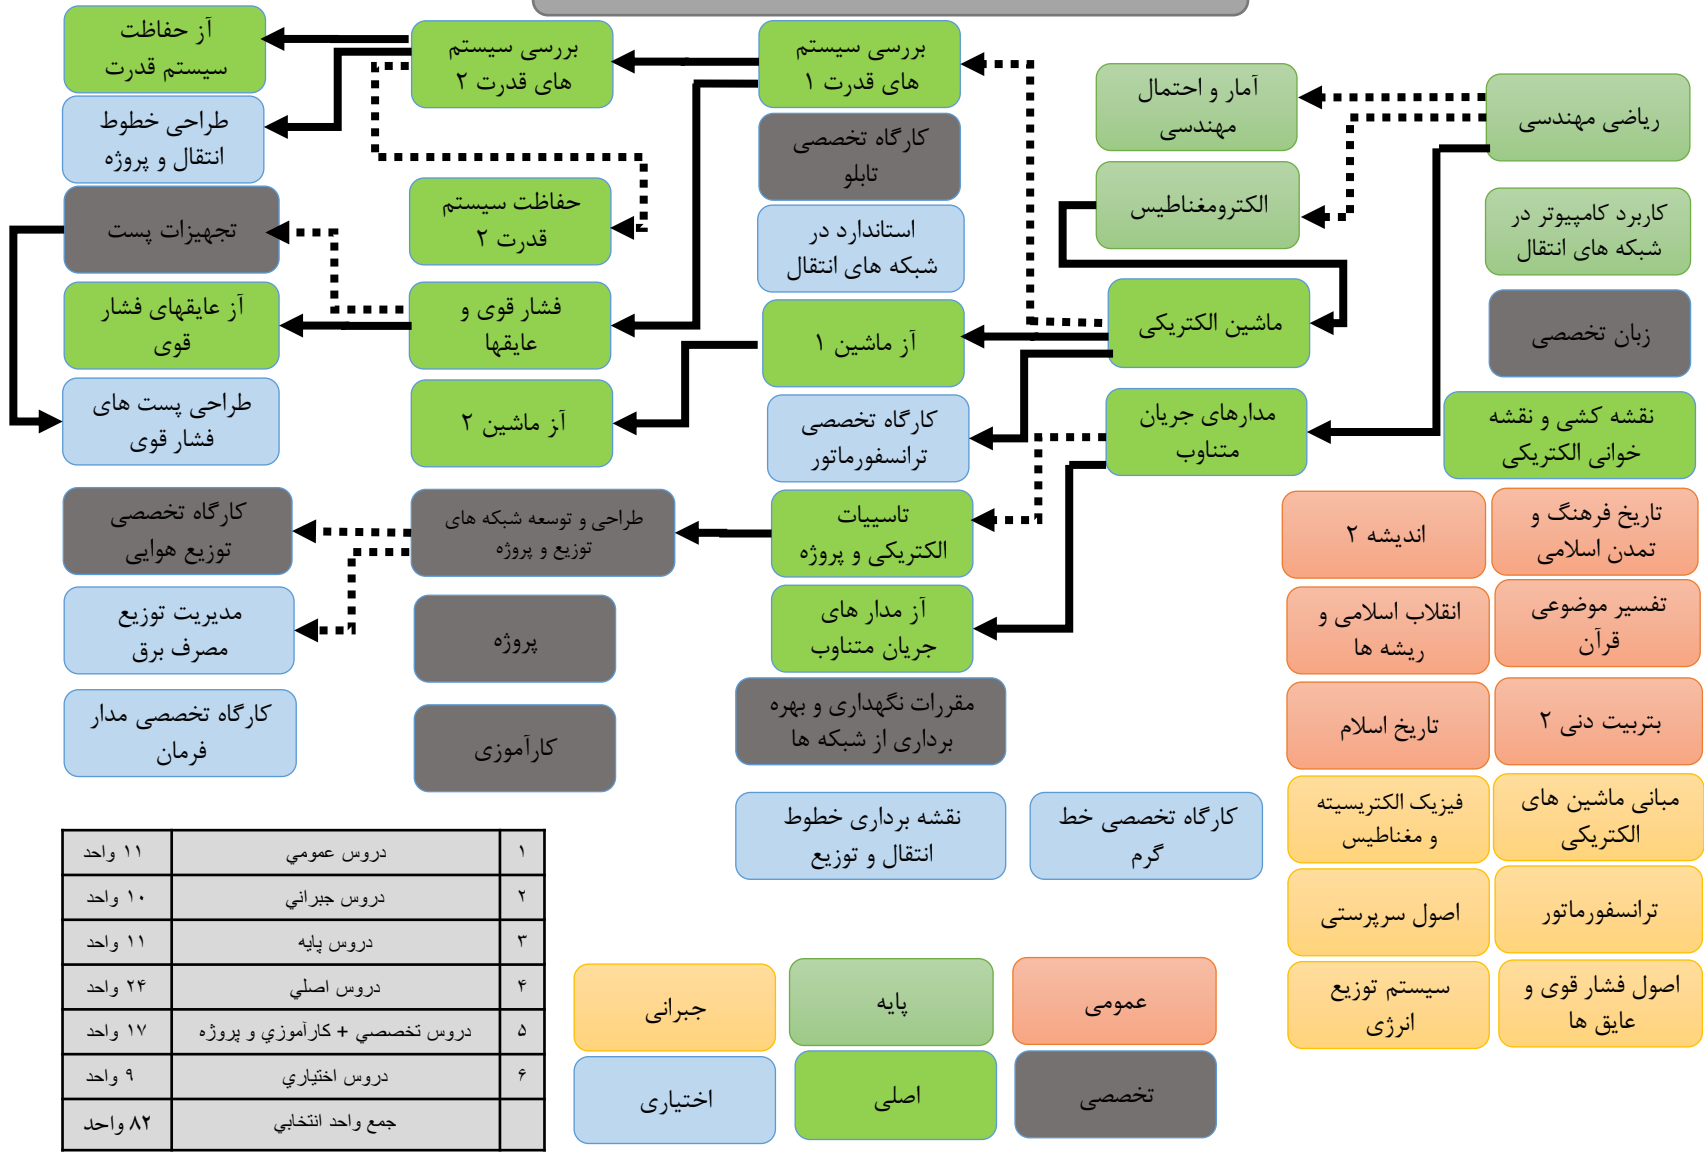 ریاضی مهندسی
کاربرد کامپیوتر در
شبکه های انتقال
زبان تخصصی
نقشه کشی و نقشه
خوانی الکتریکی
آمار و احتمال
مهندسی
الکترومغناطیس
ماشین الکتریکی
مدارهای جریان
متناوب
بررسی سیستم
های قدرت ۱
کارگاه تخصصی
تابلو
استاندارد در
شبکه های انتقال
آز ماشین ۱
کارگاه تخصصی
ترانسفورماتور
تاسییات
الکتریکی و پروژه
آز مدار های
جریان متناوب
مقررات نگهداری و بهره
برداری از شبکه ها
نقشه برداری خطوط
انتقال و توزیع
کارگاه تخصصی خط
گرم
بررسی سیستم
های قدرت ۲
حفاظت سیستم
قدرت ۲
فشار قوی و
عایقها
آز ماشین ۲
طراحی و توسعه شبکه های
توزیع و پروژه
پروژه
کارآموزی
آز حفاظت
سیستم قدرت
طراحی خطوط
انتقال و پروژه
تجهیزات پست
آز عایقهای فشار
قوی
طراحی پست های
فشار قوی
کارگاه تخصصی
توزیع هوایی
مدیریت توزیع
مصرف برق
کارگاه تخصصی مدار
فرمان
تاریخ فرهنگ و
تمدن اسلامی
اندیشه ۲
تفسیر موضوعی
قرآن
انقلاب اسلامی و
ریشه ها
بتربیت دنی ۲
تاریخ اسلام
مبانی ماشین های
الکتریکی
فیزیک الکتریسیته
و مغناطیس
ترانسفورماتور
اصول سرپرستی
اصول فشار قوی و
عایق ها
سیستم توزیع
انرژی
عمومی
پایه
جبرانی
تخصصی
اصلی
اختیاری
۱ دروس عمومي ۱۱ واحد
۲ دروس جبراني ۱۰ واحد
۳ دروس پايه ۱۱ واحد
۴ دروس اصلي ۲۴ واحد
۵ دروس تخصصي + كارآموزي و پروژه ۱۷ واحد
۶ دروس اختياري ۹ واحد
جمع واحد انتخابي ۸۲ واحد